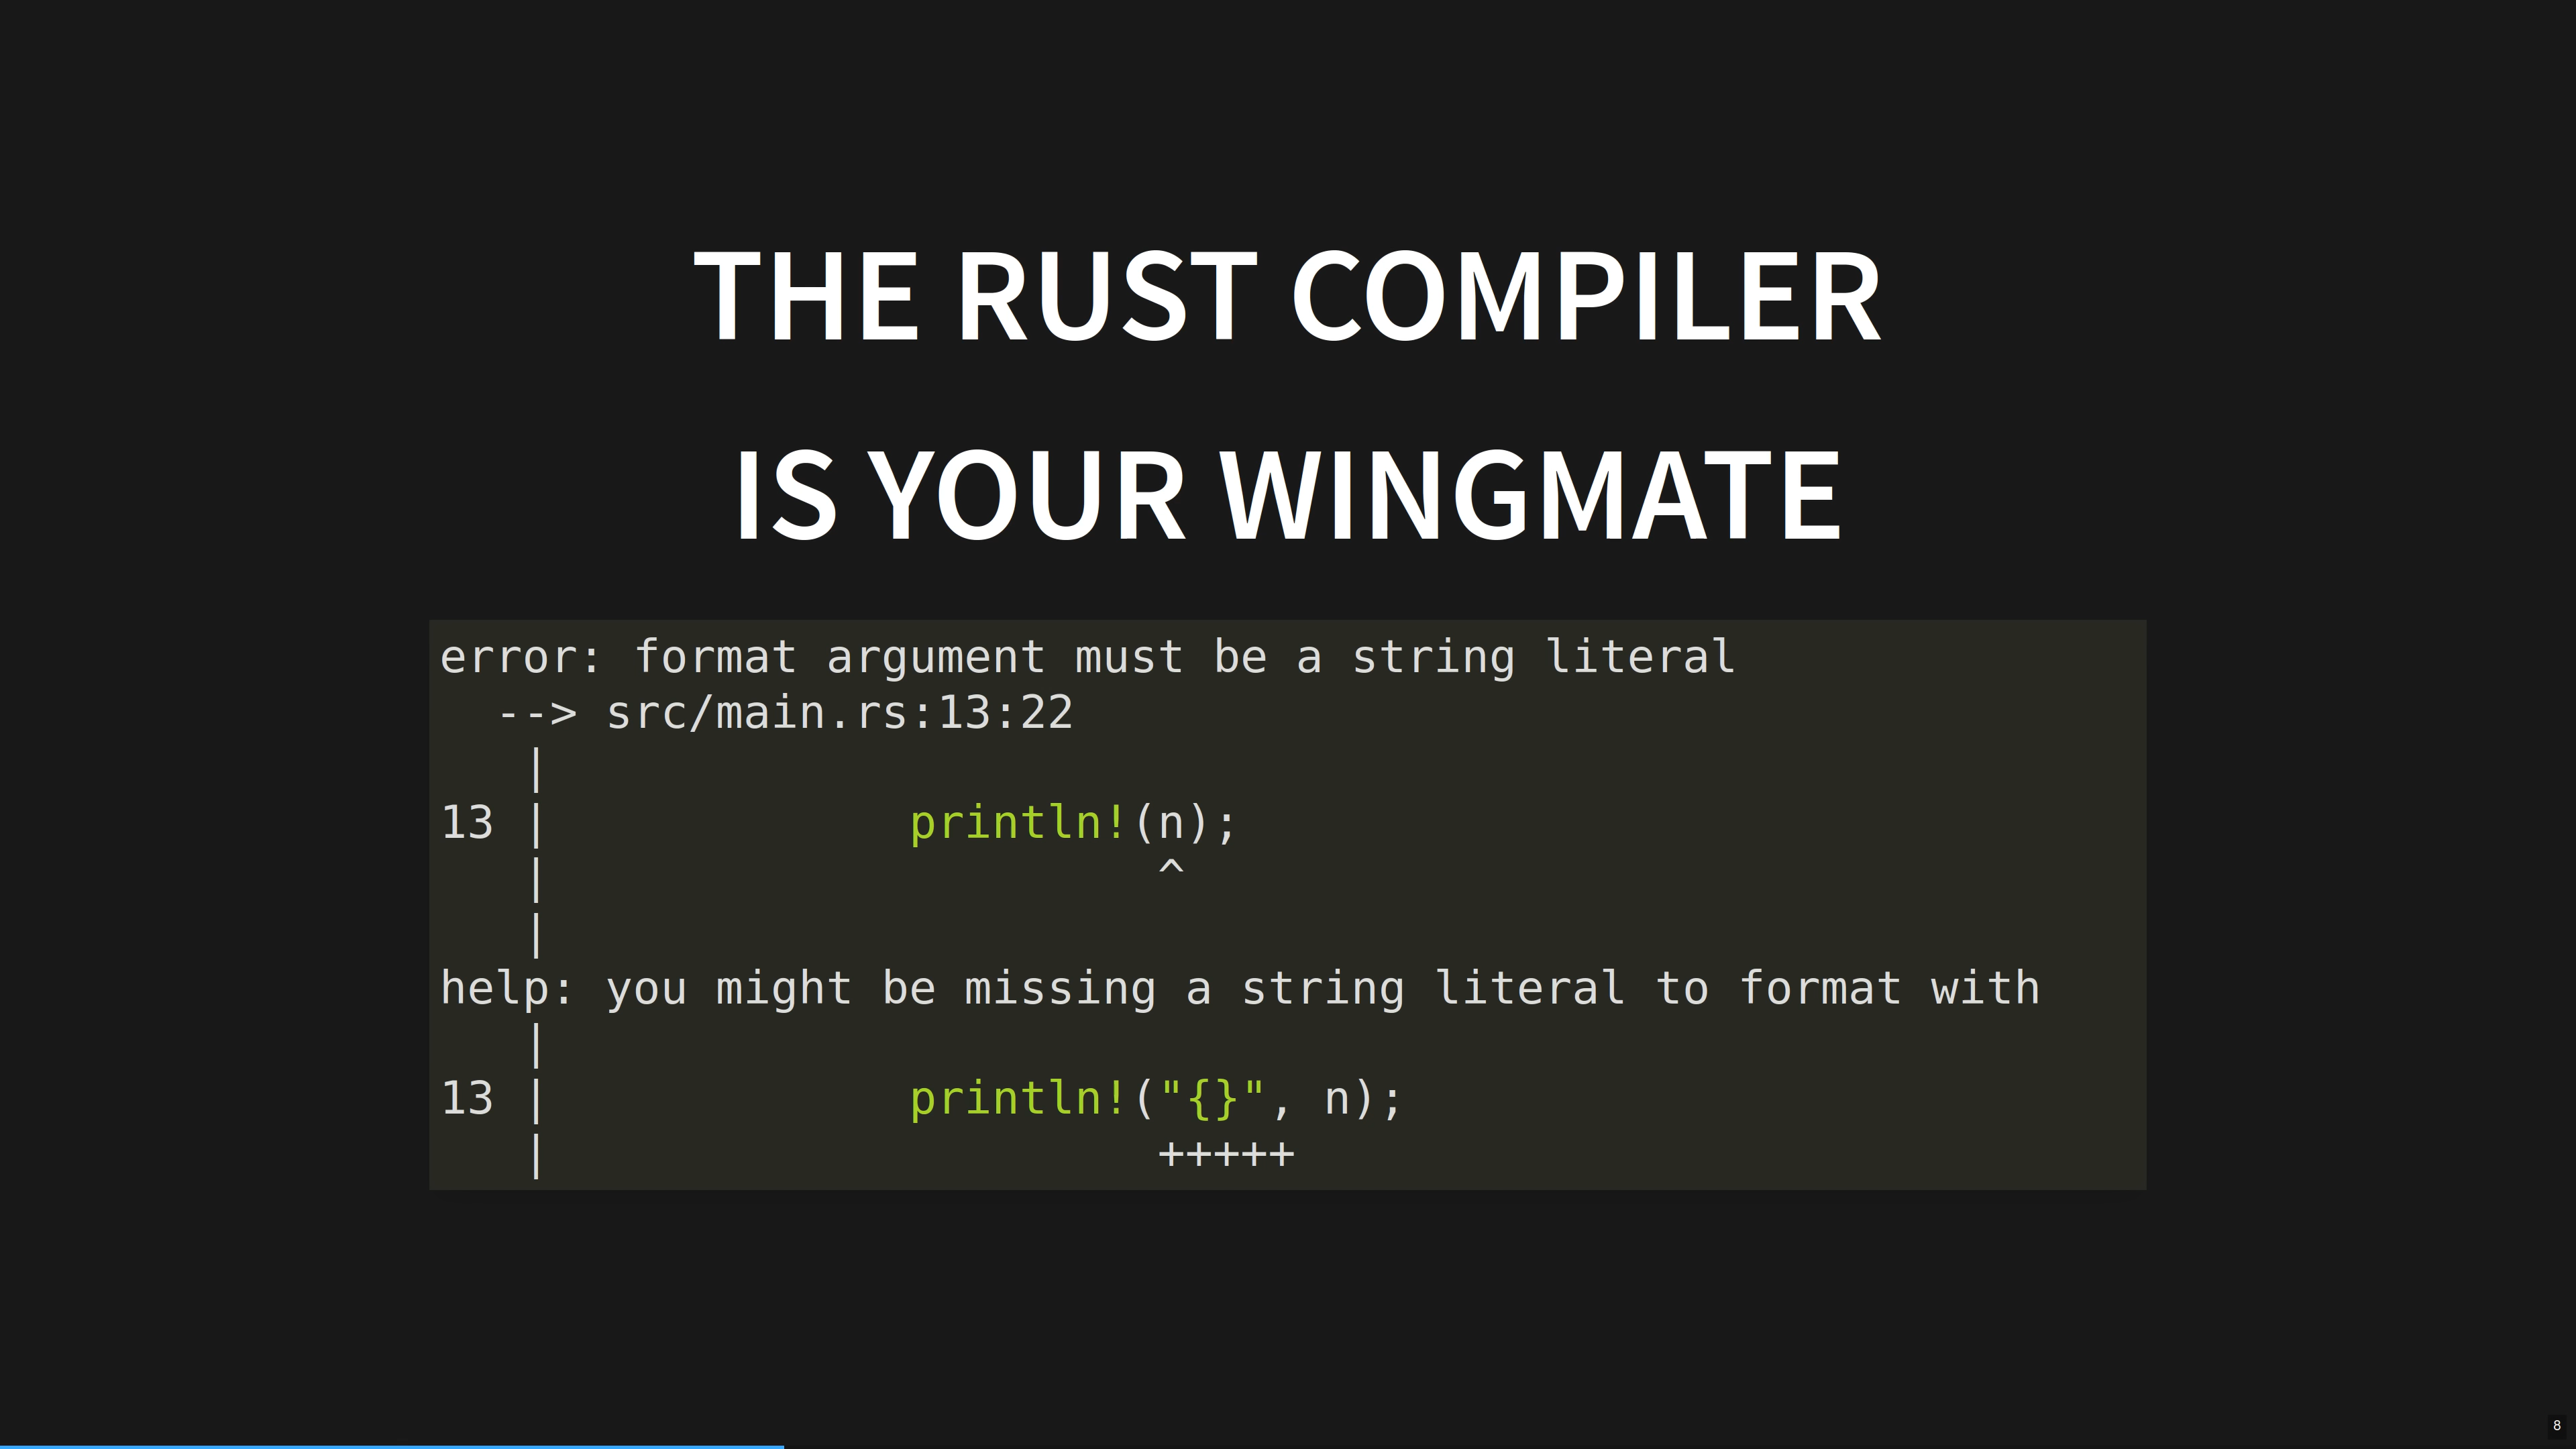 THE RUST COMPILER
IS YOUR WINGMATE
error: format argument must be a string literal
  --> src/main.rs:13:22
   |
13 |             println!(n);
   |                      ^
   |
help: you might be missing a string literal to format with
   |
13 |             println!("{}", n);
   |                      +++++
8